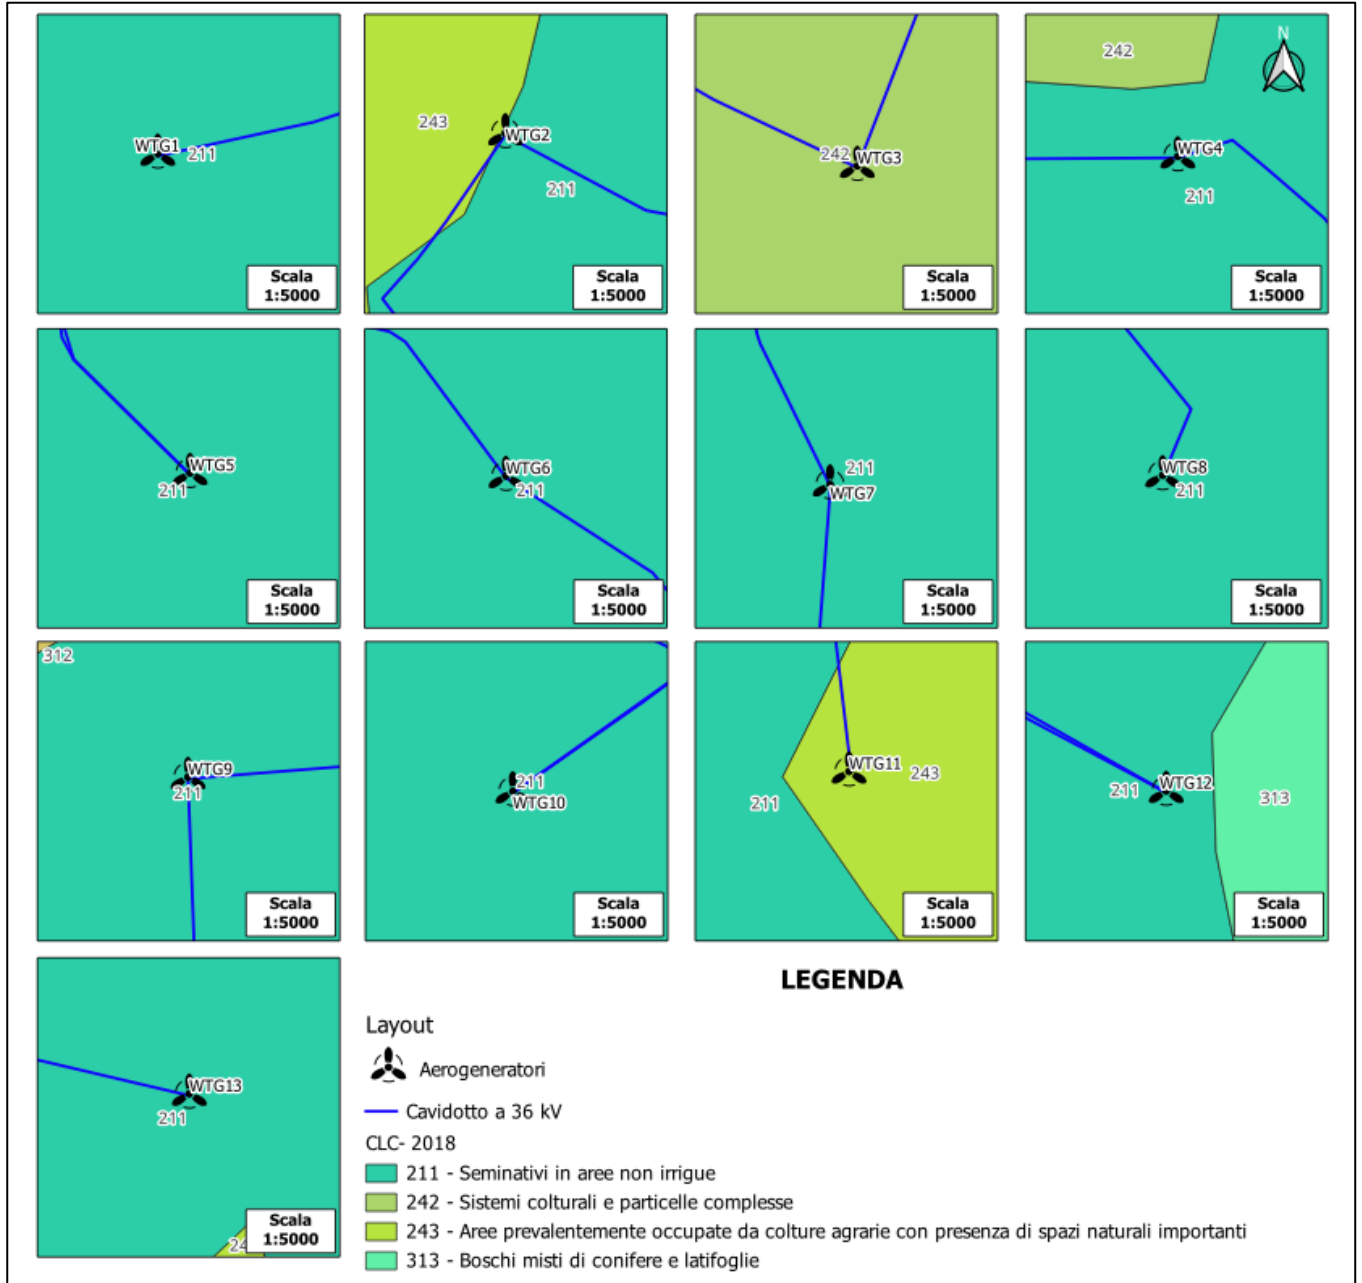 WTG1
211
Scala
1:5000
243
WTG2
211
Scala
1:5000
242
WTG3
Scala
1:5000
242
N
WTG4
211
Scala
1:5000
WTG5
211
Scala
1:5000
WTG6
211
Scala
1:5000
211
WTG7
Scala
1:5000
WTG8
211
Scala
1:5000
312
WTG9
211
Scala
1:5000
211
WTG10
Scala
1:5000
WTG11
243
211
Scala
1:5000
WTG12
211
313
Scala
1:5000
WTG13
211
Scala
1:5000
LEGENDA
Layout
Aerogeneratori
Cavidotto a 36 kV
CLC- 2018
211 - Seminativi in aree non irrigue
242 - Sistemi colturali e particelle complesse
243 - Aree prevalentemente occupate da colture agrarie con presenza di spazi naturali importanti
313 - Boschi misti di conifere e latifoglie